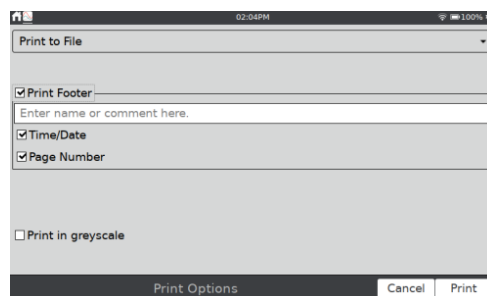 02:04PM 100%
Print to File
Print Footer
Enter name or comment here.
Time/Date
Page Number
Print in greyscale
Print Options Cancel Print